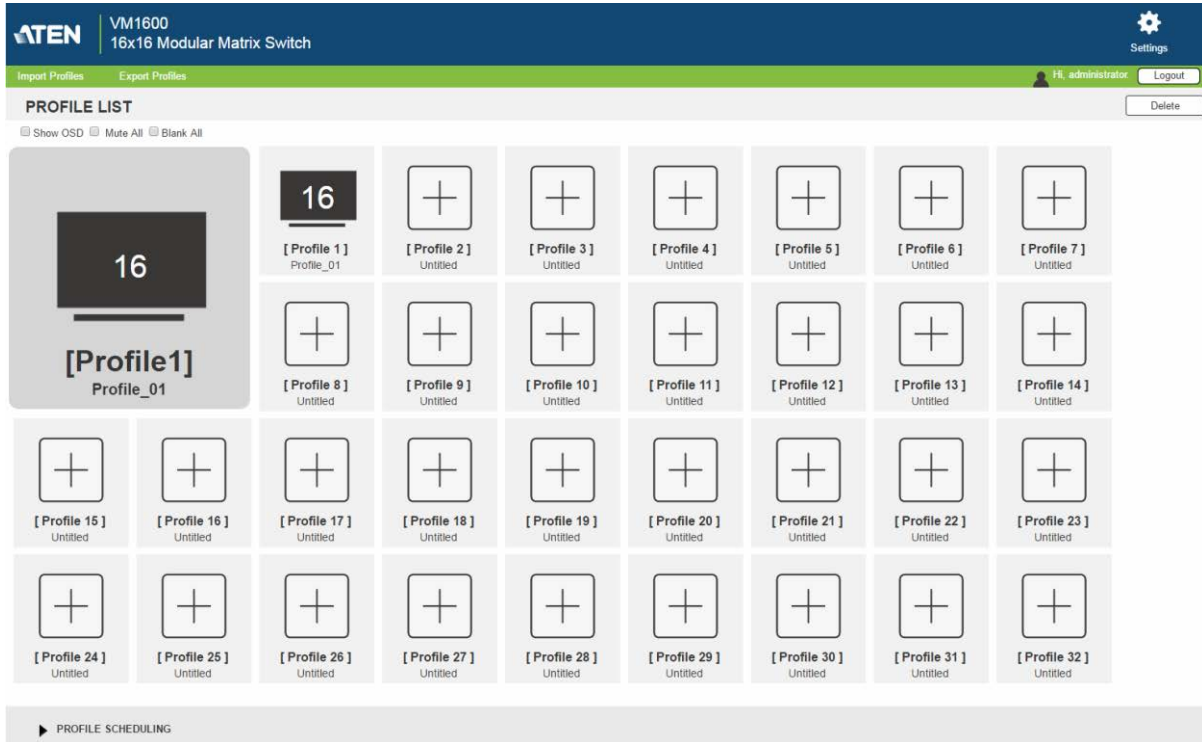 ATEN
VM1600
16x16 Modular Matrix Switch
Settings
Import Profiles Export Profiles Hi, administrator Logout
PROFILE LIST Delete
Show OSD Mute All Blank All
16
[Profile1]
Profile_01
16
[ Profile 1 ] [ Profile 2 ] [ Profile 3 ] [ Profile 4 ] [ Profile 5 ] [ Profile 6 ] [ Profile 7 ]
Profile_01 Untitled Untitled Untitled Untitled Untitled Untitled
[ Profile 8 ] [ Profile 9 ] [ Profile 10 ] [ Profile 11 ] [ Profile 12 ] [ Profile 13 ] [ Profile 14 ]
Untitled Untitled Untitled Untitled Untitled Untitled Untitled
[ Profile 15 ] [ Profile 16 ] [ Profile 17 ] [ Profile 18 ] [ Profile 19 ] [ Profile 20 ] [ Profile 21 ] [ Profile 22 ] [ Profile 23 ]
Untitled Untitled Untitled Untitled Untitled Untitled Untitled Untitled Untitled
[ Profile 24 ] [ Profile 25 ] [ Profile 26 ] [ Profile 27 ] [ Profile 28 ] [ Profile 29 ] [ Profile 30 ] [ Profile 31 ] [ Profile 32 ]
Untitled Untitled Untitled Untitled Untitled Untitled Untitled Untitled Untitled
PROFILE SCHEDULING